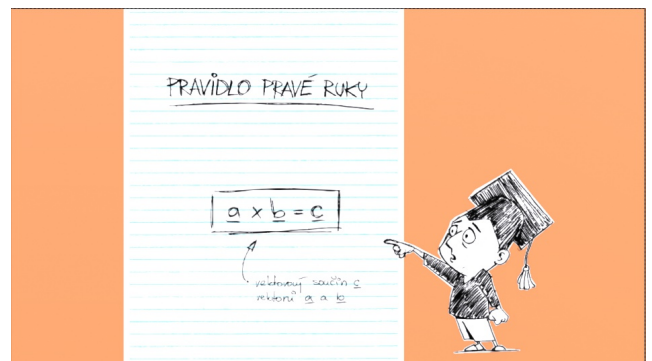 PRAVIDLO PRAVÉ RUKY
a × b = c
vektorový součin c
vektorů a a b